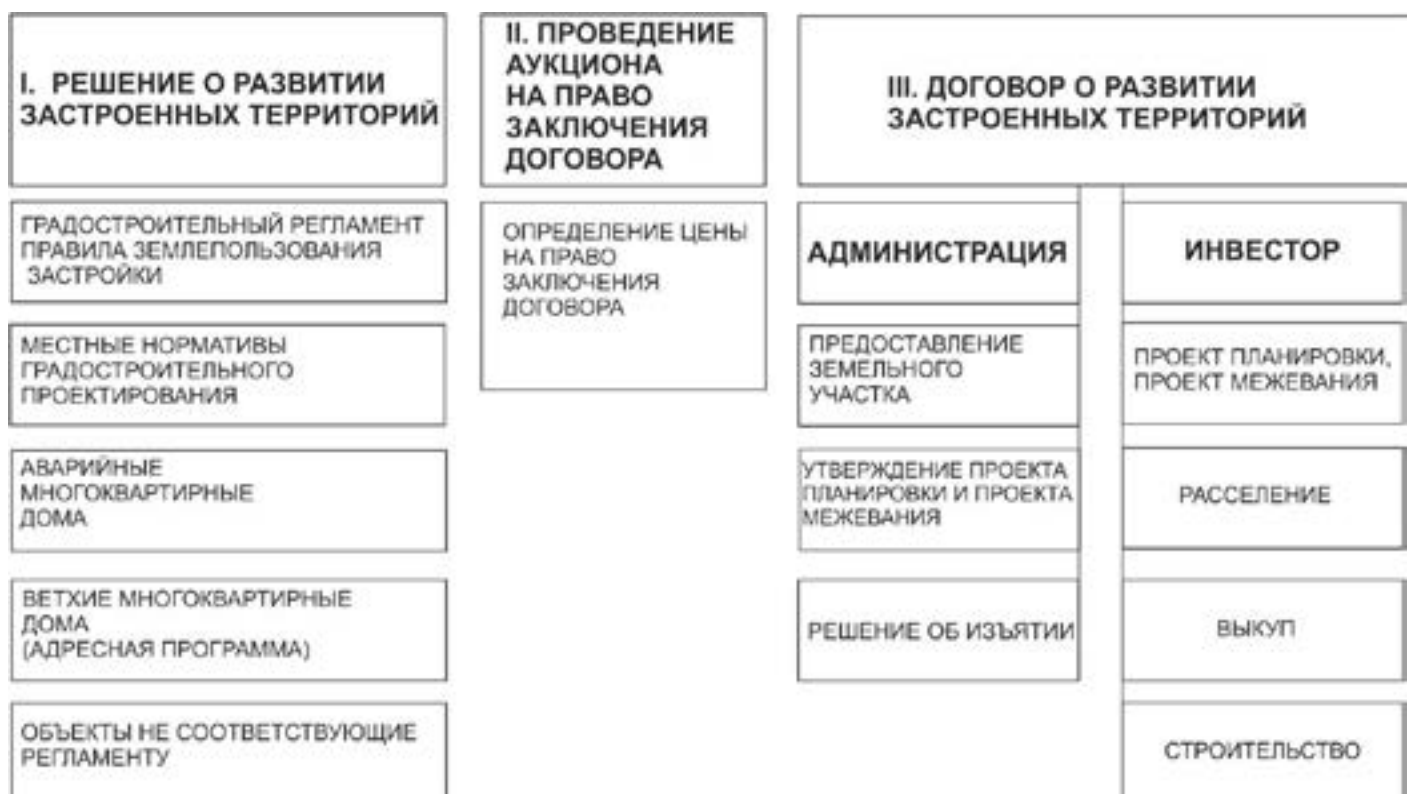 I. РЕШЕНИЕ О РАЗВИТИИ
ЗАСТРОЕННЫХ ТЕРРИТОРИЙ
ГРАДОСТРОИТЕЛЬНЫЙ РЕГЛАМЕНТ
ПРАВИЛА ЗЕМЛЕПОЛЬЗОВАНИЯ
ЗАСТРОЙКИ
МЕСТНЫЕ НОРМАТИВЫ
ГРАДОСТРОИТЕЛЬНОГО
ПРОЕКТИРОВАНИЯ
АВАРИЙНЫЕ
МНОГОКВАРТИРНЫЕ
ДОМА
ВЕТХИЕ МНОГОКВАРТИРНЫЕ
ДОМА
(АДРЕСНАЯ ПРОГРАММА)
ОБЪЕКТЫ НЕ СООТВЕТСТВУЮЩИЕ
РЕГЛАМЕНТУ
II. ПРОВЕДЕНИЕ
АУКЦИОНА
НА ПРАВО
ЗАКЛЮЧЕНИЯ
ДОГОВОРА
ОПРЕДЕЛЕНИЕ ЦЕНЫ
НА ПРАВО
ЗАКЛЮЧЕНИЯ
ДОГОВОРА
III. ДОГОВОР О РАЗВИТИИ
ЗАСТРОЕННЫХ ТЕРРИТОРИЙ
АДМИНИСТРАЦИЯ
ПРЕДОСТАВЛЕНИЕ
ЗЕМЕЛЬНОГО
УЧАСТКА
УТВЕРЖДЕНИЕ ПРОЕКТА
ПЛАНИРОВКИ И ПРОЕКТА
МЕЖЕВАНИЯ
РЕШЕНИЕ ОБ ИЗЪЯТИИ
ИНВЕСТОР
ПРОЕКТ ПЛАНИРОВКИ,
ПРОЕКТ МЕЖЕВАНИЯ
РАССЕЛЕНИЕ
ВЫКУП
СТРОИТЕЛЬСТВО